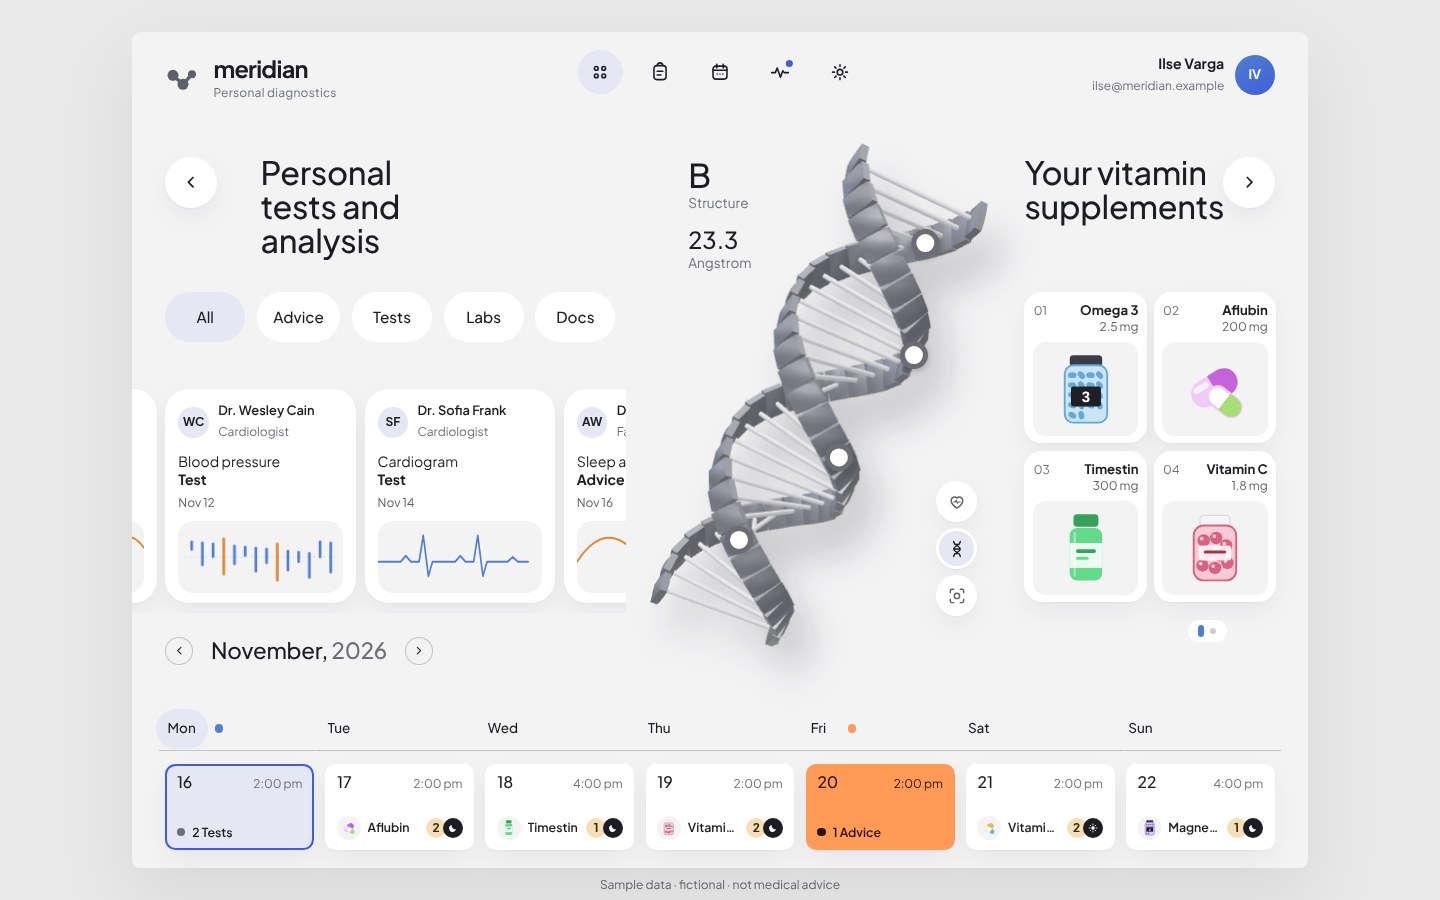 meridian
Personal diagnostics
Ilse Varga
ilse@meridian.example
IV
Personal
tests and
analysis
B
Structure
23.3
Angstrom
Your vitamin
supplements
All
Advice
Tests
Labs
Docs
WC
Dr. Wesley Cain
Cardiologist
Blood pressure
Test
Nov 12
SF
Dr. Sofia Frank
Cardiologist
Cardiogram
Test
Nov 14
AW
D
Fa
Sleep a
Advice
Nov 16
01
Omega 3
2.5 mg
3
02
Aflubin
200 mg
03
Timestin
300 mg
04
Vitamin C
1.8 mg
November, 2026
Mon
Tue
Wed
Thu
Fri
Sat
Sun
16
2:00 pm
2 Tests
17
2:00 pm
Aflubin
2
18
4:00 pm
Timestin
1
19
2:00 pm
Vitami...
2
20
2:00 pm
1 Advice
21
2:00 pm
Vitami...
2
22
4:00 pm
Magne...
1
Sample data · fictional · not medical advice